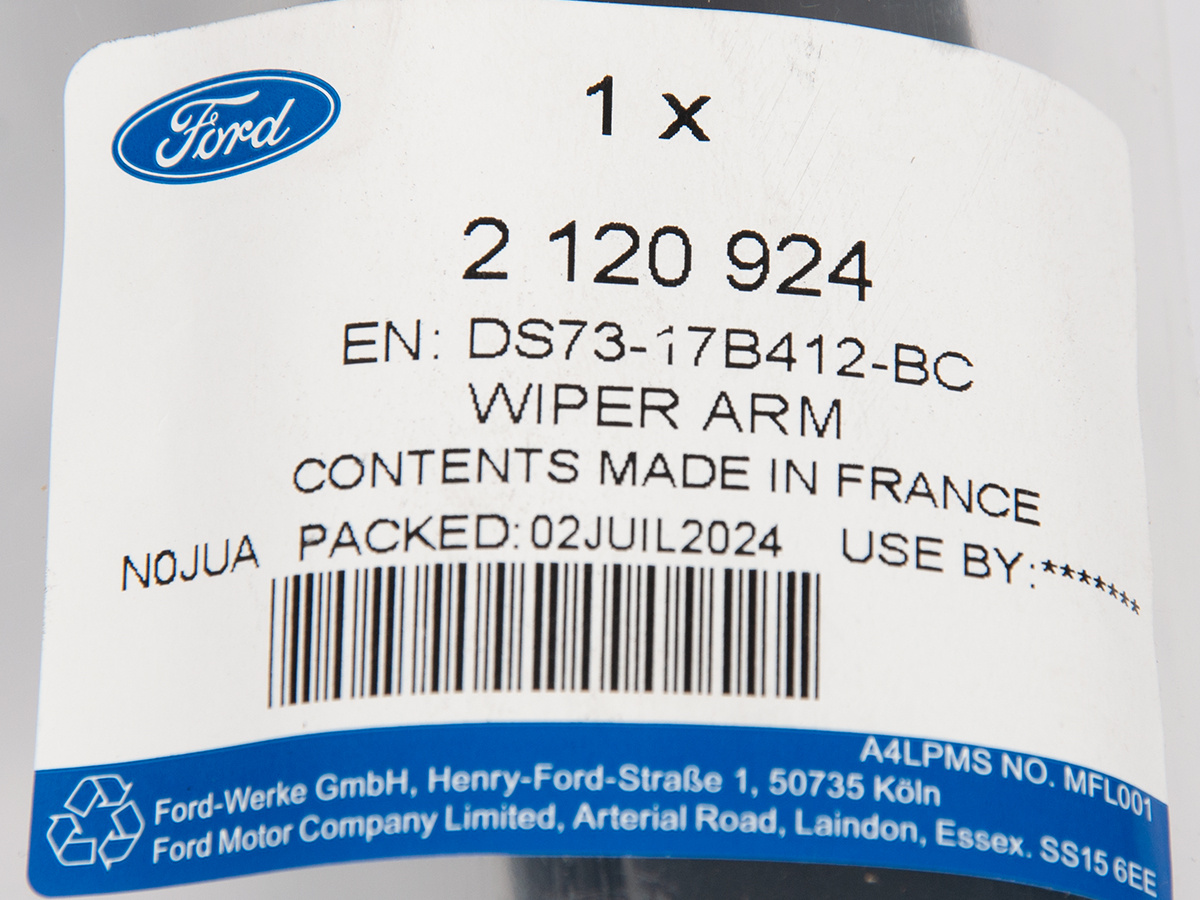 Ford
1 x
2 120 924
EN: DS73-17B412-BC
WIPER ARM
CONTENTS MADE IN FRANCE
N0JUA PACKED:02JUIL2024 USE BY:*******
A4LPMS NO. MFL001
Ford-Werke GmbH, Henry-Ford-Straße 1, 50735 Köln
Ford Motor Company Limited, Arterial Road, Laindon, Essex. SS15 6EE